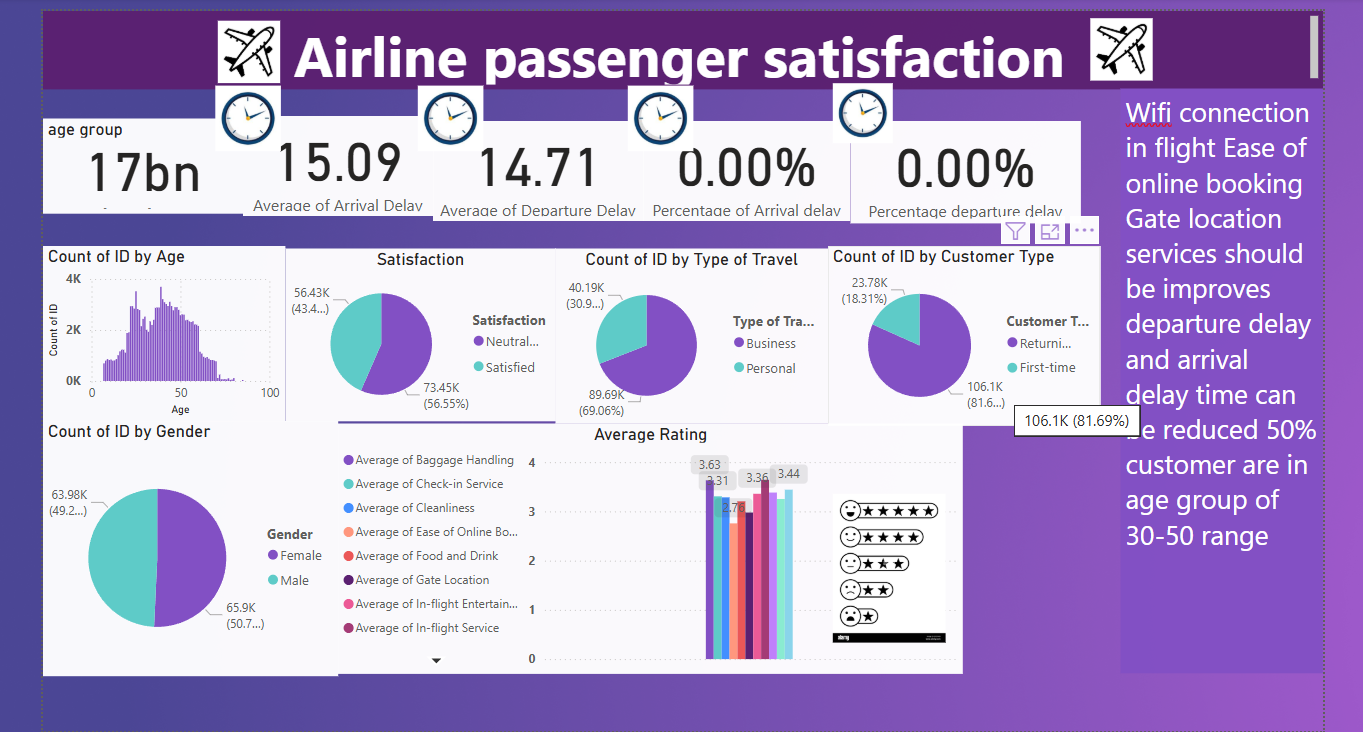 Airline passenger satisfaction
age group
17bn
15.09
Average of Arrival Delay
14.71
Average of Departure Delay
0.00%
Percentage of Arrival delay
0.00%
Percentage departure delay
Wifi connection
in flight Ease of
online booking
Gate location
services should
be improves
departure delay
and arrival
delay time can
be reduced 50%
customer are in
age group of
30-50 range
Count of ID by Age
4K
2K
0K
Count of ID
0
50
100
Age
Satisfaction
56.43K
(43.4...)
73.45K
(56.55%)
Satisfaction
Neutral...
Satisfied
Count of ID by Type of Travel
40.19K
(30.9...)
89.69K
(69.06%)
Type of Tra...
Business
Personal
Count of ID by Customer Type
23.78K
(18.31%)
106.1K
(81.6...)
Customer T...
Returni...
First-time
106.1K (81.69%)
Count of ID by Gender
63.98K
(49.2...)
65.9K
(50.7...)
Gender
Female
Male
Average Rating
Average of Baggage Handling
Average of Check-in Service
Average of Cleanliness
Average of Ease of Online Bo...
Average of Food and Drink
Average of Gate Location
Average of In-flight Entertain...
Average of In-flight Service
4
3
2
1
0
3.63
3.36
3.44